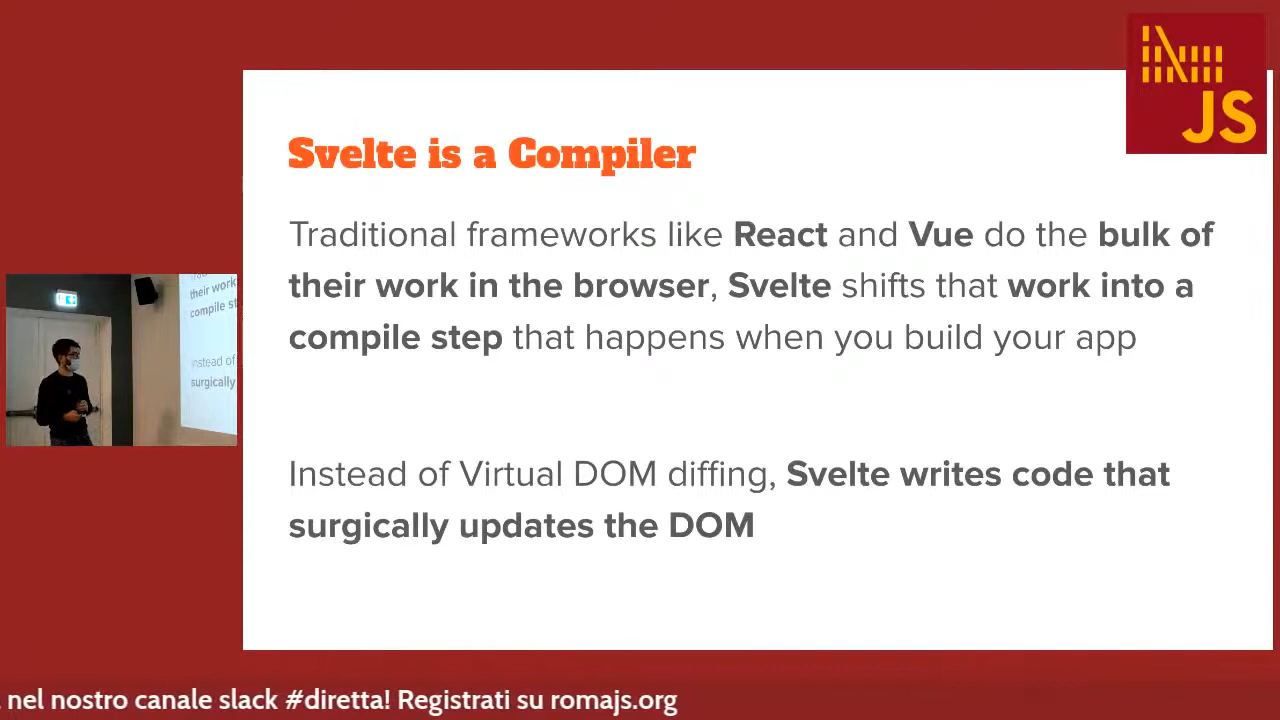 JS
Svelte is a Compiler
Traditional frameworks like React and Vue do the bulk of
their work in the browser, Svelte shifts that work into a
compile step that happens when you build your app
their work
compile st
Instead of
surgically
Instead of Virtual DOM diffing, Svelte writes code that
surgically updates the DOM
nel nostro canale slack #diretta! Registrati su romajs.org